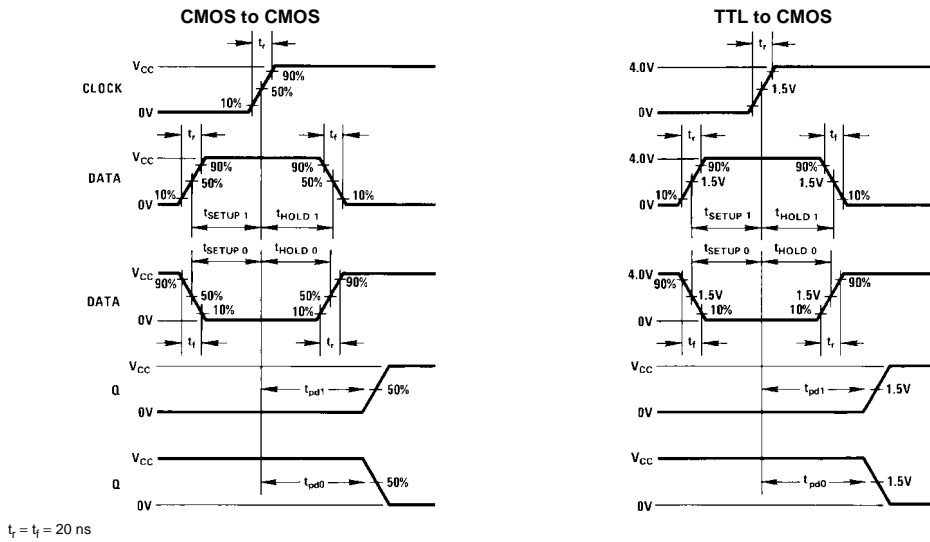 CMOS to CMOS
tr
VCC
90%
CLOCK
50%
10%
0V
tr
tf
VCC
90%
90%
DATA
50%
50%
10%
10%
0V
tSETUP 1
tHOLD 1
tSETUP 0
tHOLD 0
VCC
90%
90%
50%
50%
DATA
10%
10%
0V
tf
tr
VCC
Q
tpd1
50%
0V
VCC
Q
tpd0
50%
0V
tr = tf = 20 ns
TTL to CMOS
tr
4.0V
1.5V
0V
tr
tf
4.0V
90%
90%
1.5V
1.5V
10%
10%
0V
tSETUP 1
tHOLD 1
tSETUP 0
tHOLD 0
4.0V
90%
90%
1.5V
1.5V
10%
10%
0V
tf
tr
VCC
tpd1
1.5V
0V
VCC
tpd0
1.5V
0V